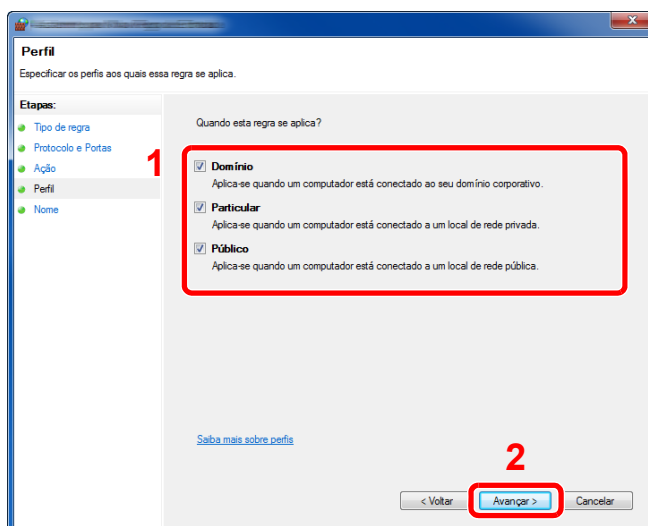 Perfil
Especificar os perfis aos quais essa regra se aplica.
Etapas:
Tipo de regra
Protocolo e Portas
Ação
Perfil
Nome
Quando esta regra se aplica?
1
Domínio
Aplica-se quando um computador está conectado ao seu domínio corporativo.
Particular
Aplica-se quando um computador está conectado a um local de rede privada.
Público
Aplica-se quando um computador está conectado a um local de rede pública.
Saiba mais sobre perfis
2
< Voltar Avançar > Cancelar